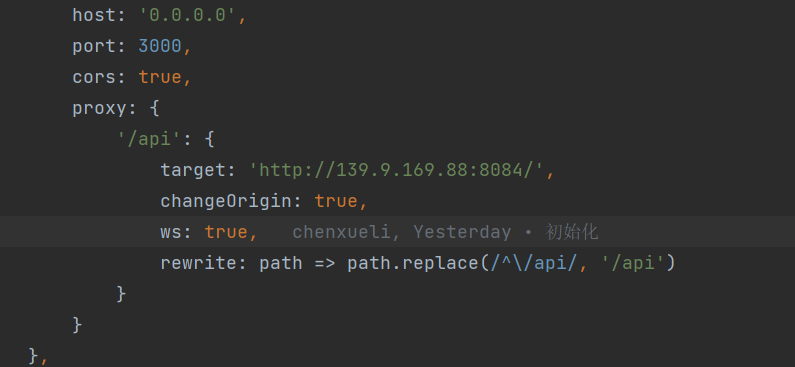 host: '0.0.0.0',
port: 3000,
cors: true,
proxy: {
'/api': {
target: 'http://139.9.169.88:8084/',
changeOrigin: true,
ws: true, chenxueli, Yesterday • 初始化
rewrite: path => path.replace(/^\/api/, '/api')
}
}
},